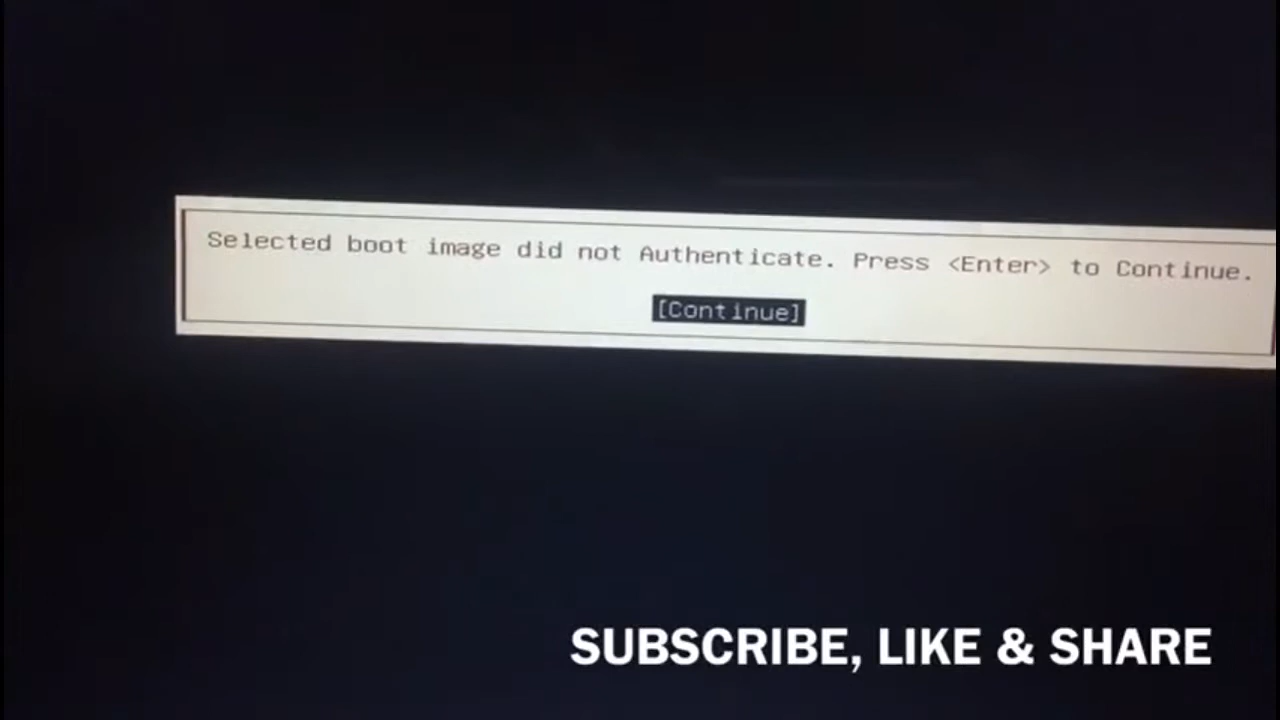 Selected boot image did not Authenticate. Press <Enter> to Continue.
[Continue]
SUBSCRIBE, LIKE & SHARE